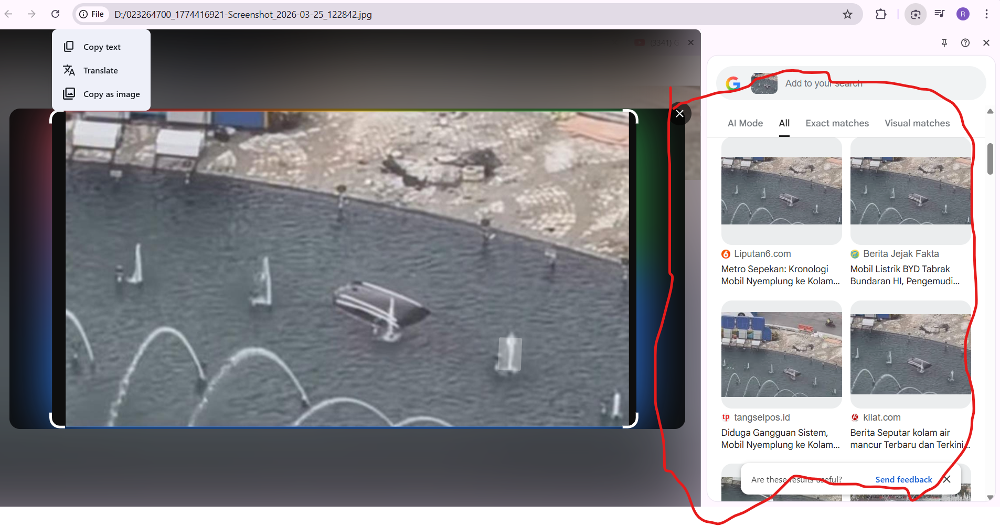 File D:/023264700_1774416921-Screenshot_2026-03-25_122842.jpg
R
Copy text
Translate
Copy as image
(3341)
Add to your search
AI Mode All Exact matches Visual matches
Liputan6.com
Metro Sepekan: Kronologi
Mobil Nyemplung ke Kolam...
Berita Jejak Fakta
Mobil Listrik BYD Tabrak
Bundaran HI, Pengemudi...
tp tangselpos.id
Diduga Gangguan Sistem,
Mobil Nyemplung ke Kolam...
kilat.com
Berita Seputar kolam air
mancur Terbaru dan Terkini...
Are these results useful? Send feedback